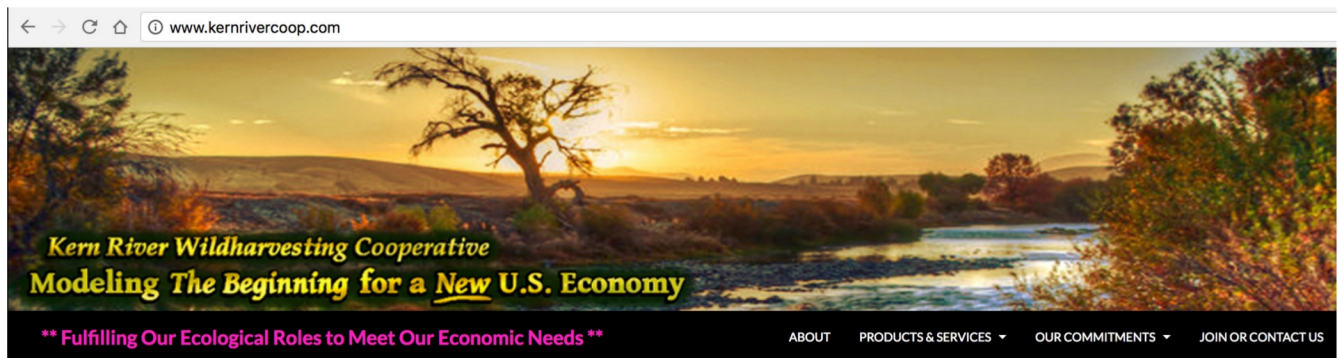 www.kernrivercoop.com
Kern River Wildharvesting Cooperative
Modeling The Beginning for a New U.S. Economy
** Fulfilling Our Ecological Roles to Meet Our Economic Needs **
ABOUT PRODUCTS & SERVICES OUR COMMITMENTS JOIN OR CONTACT US